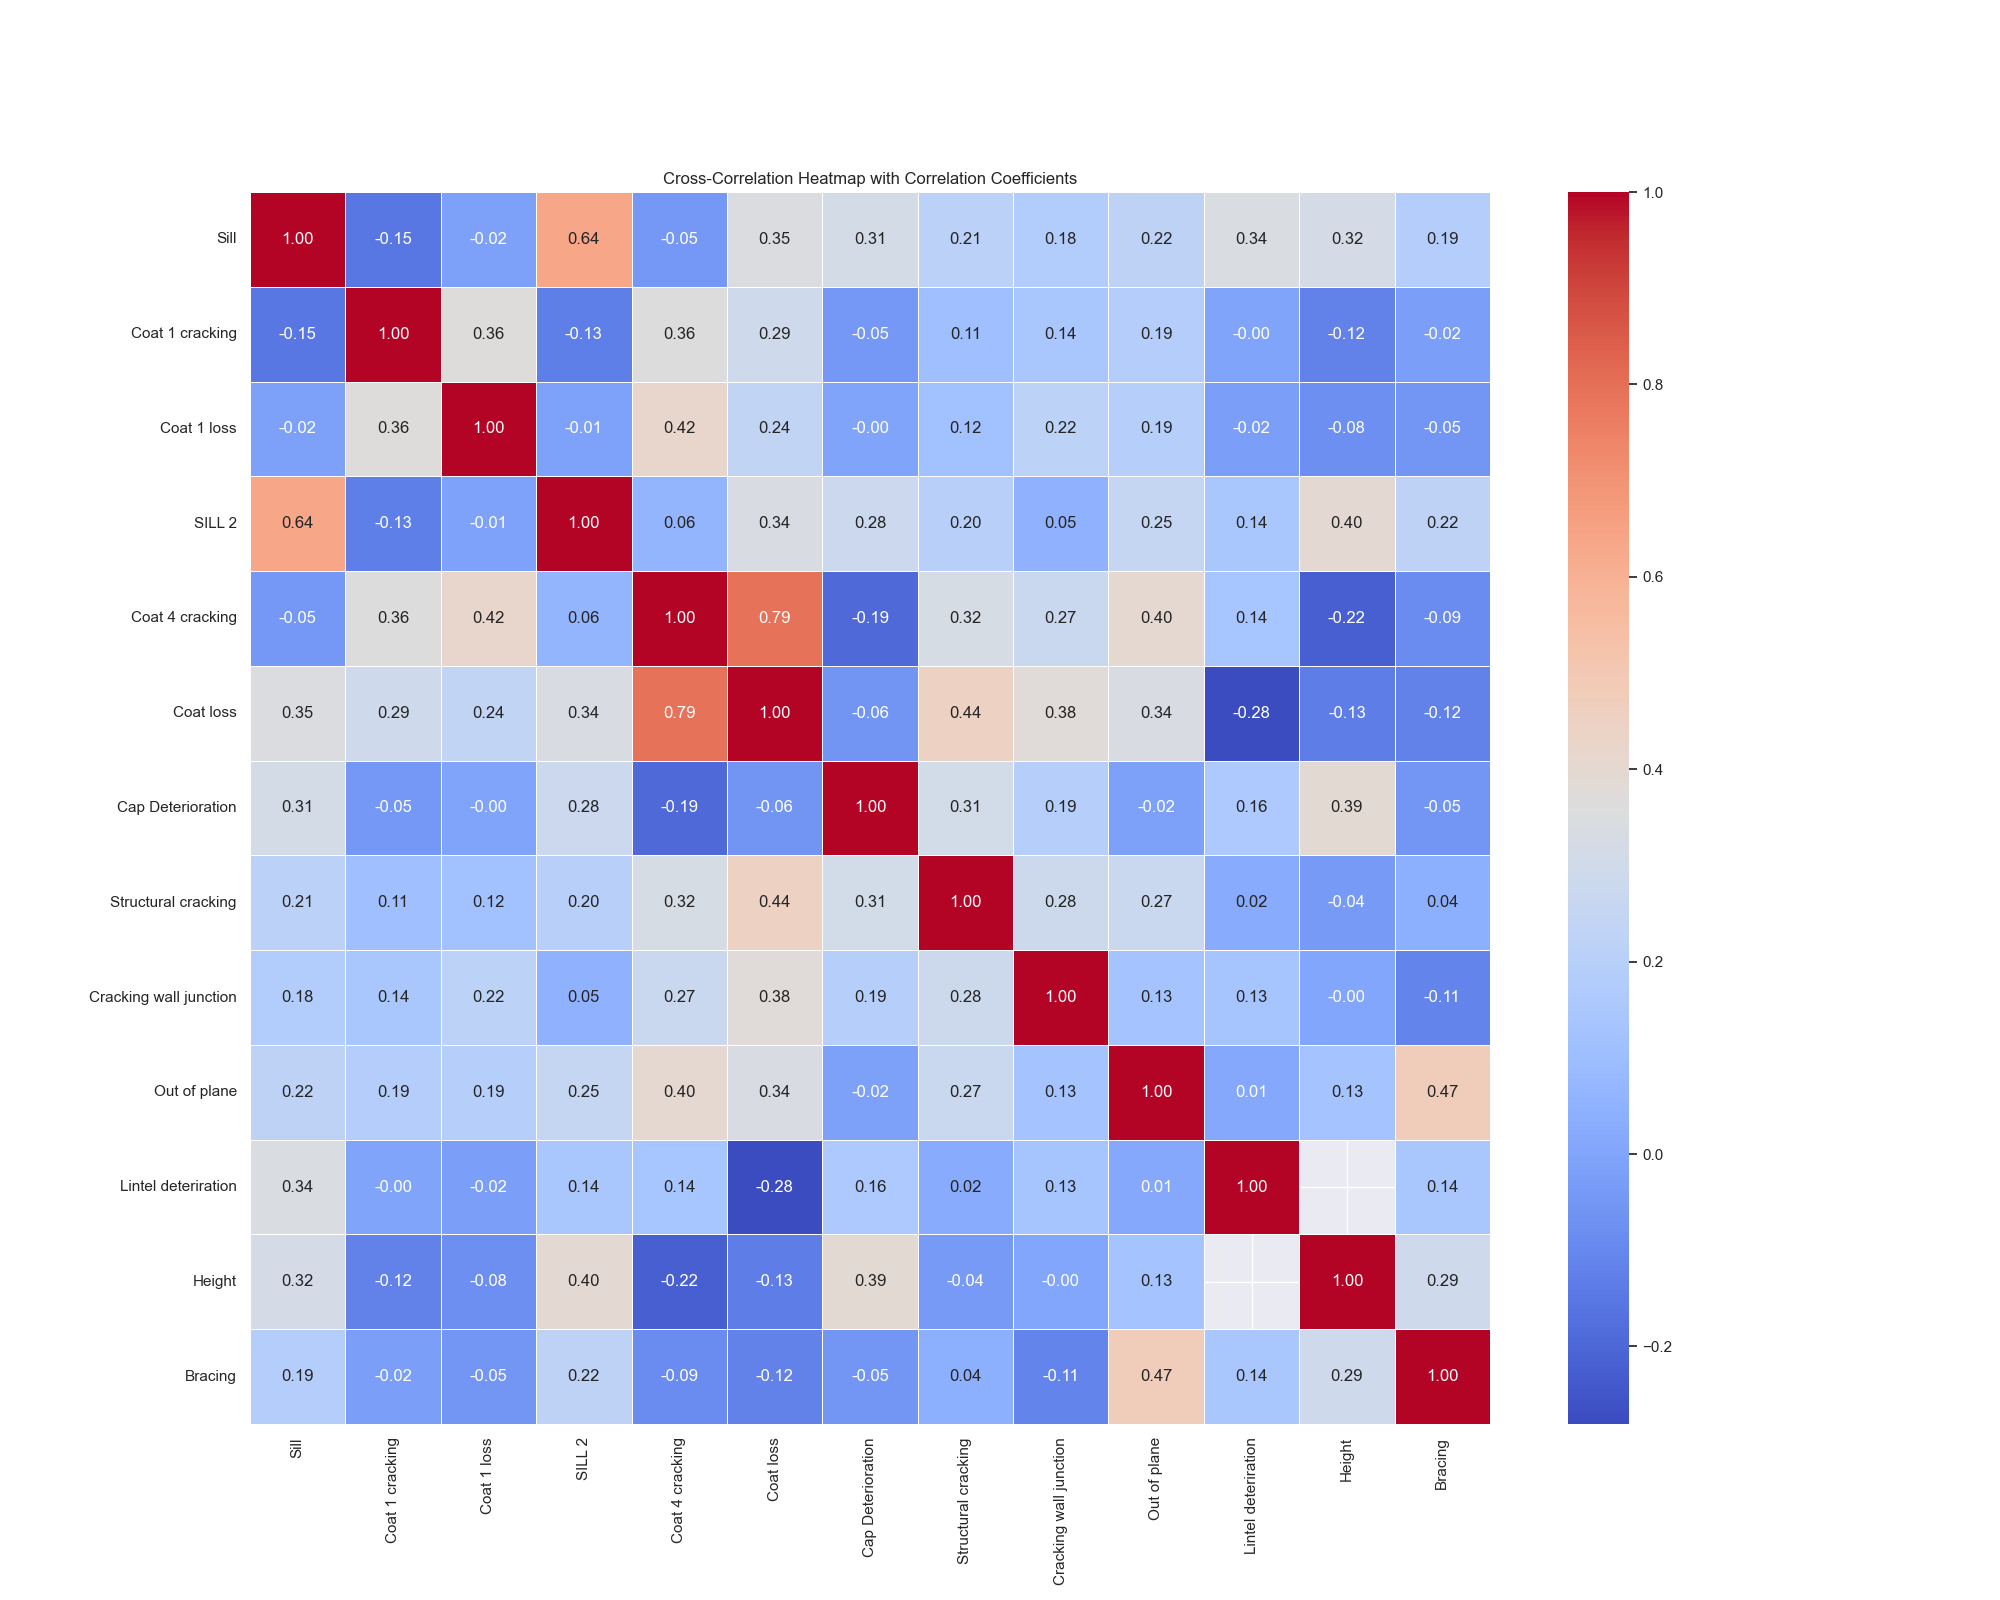 Cross-Correlation Heatmap with Correlation Coefficients
Sill 1.00 -0.15 -0.02 0.64 -0.05 0.35 0.31 0.21 0.18 0.22 0.34 0.32 0.19
Coat 1 cracking -0.15 1.00 0.36 -0.13 0.36 0.29 -0.05 0.11 0.14 0.19 -0.00 -0.12 -0.02
Coat 1 loss -0.02 0.36 1.00 -0.01 0.42 0.24 -0.00 0.12 0.22 0.19 -0.02 -0.08 -0.05
SILL 2 0.64 -0.13 -0.01 1.00 0.06 0.34 0.28 0.20 0.05 0.25 0.14 0.40 0.22
Coat 4 cracking -0.05 0.36 0.42 0.06 1.00 0.79 -0.19 0.32 0.27 0.40 0.14 -0.22 -0.09
Coat loss 0.35 0.29 0.24 0.34 0.79 1.00 -0.06 0.44 0.38 0.34 -0.28 -0.13 -0.12
Cap Deterioration 0.31 -0.05 -0.00 0.28 -0.19 -0.06 1.00 0.31 0.19 -0.02 0.16 0.39 -0.05
Structural cracking 0.21 0.11 0.12 0.20 0.32 0.44 0.31 1.00 0.28 0.27 0.02 -0.04 0.04
Cracking wall junction 0.18 0.14 0.22 0.05 0.27 0.38 0.19 0.28 1.00 0.13 0.13 -0.00 -0.11
Out of plane 0.22 0.19 0.19 0.25 0.40 0.34 -0.02 0.27 0.13 1.00 0.01 0.13 0.47
Lintel deteriration 0.34 -0.00 -0.02 0.14 0.14 -0.28 0.16 0.02 0.13 0.01 1.00 0.14
Height 0.32 -0.12 -0.08 0.40 -0.22 -0.13 0.39 -0.04 -0.00 0.13 1.00 0.29
Bracing 0.19 -0.02 -0.05 0.22 -0.09 -0.12 -0.05 0.04 -0.11 0.47 0.14 0.29 1.00
Sill
Coat 1 cracking
Coat 1 loss
SILL 2
Coat 4 cracking
Coat loss
Cap Deterioration
Structural cracking
Cracking wall junction
Out of plane
Lintel deteriration
Height
Bracing
1.0
0.8
0.6
0.4
0.2
0.0
−0.2